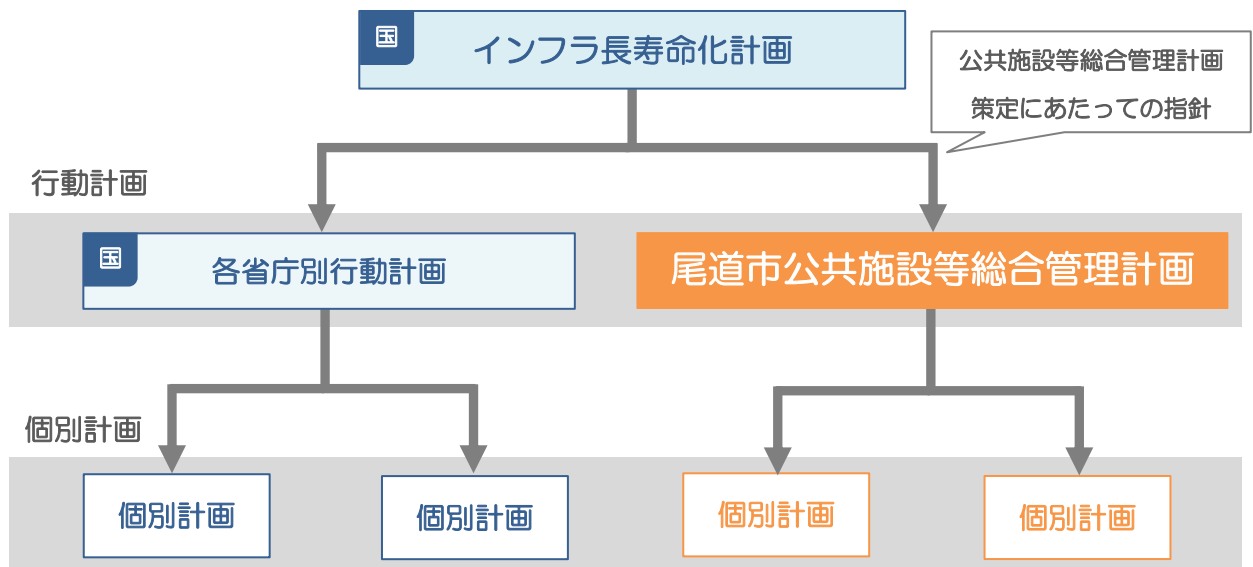 国
インフラ長寿命化計画
公共施設等総合管理計画
策定にあたっての指針
行動計画
国
各省庁別行動計画
尾道市公共施設等総合管理計画
個別計画
個別計画
個別計画
個別計画
個別計画